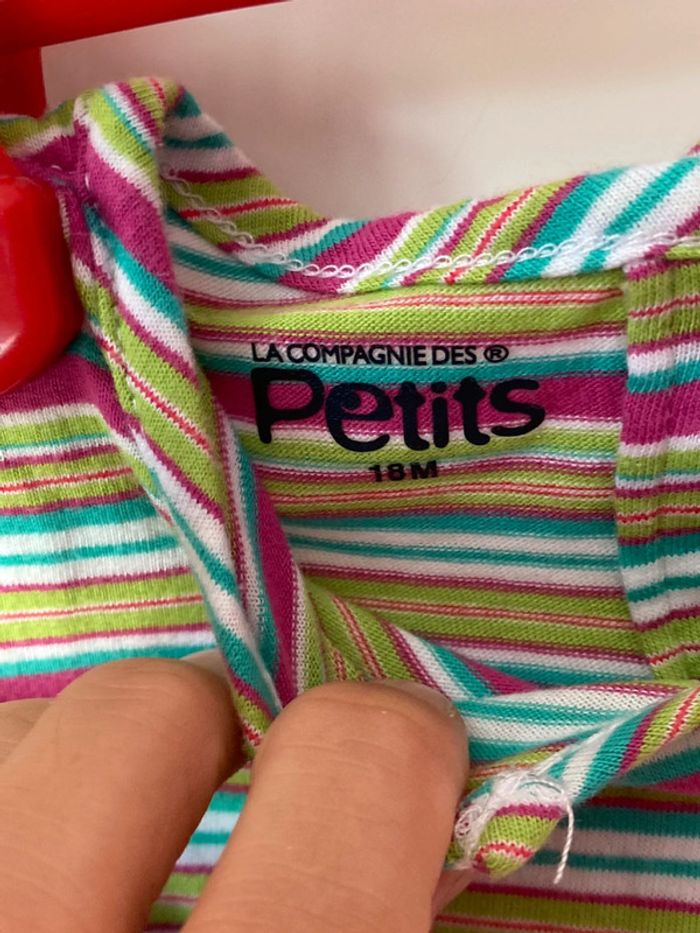 LA COMPAGNIE DES ®
Petits
18M